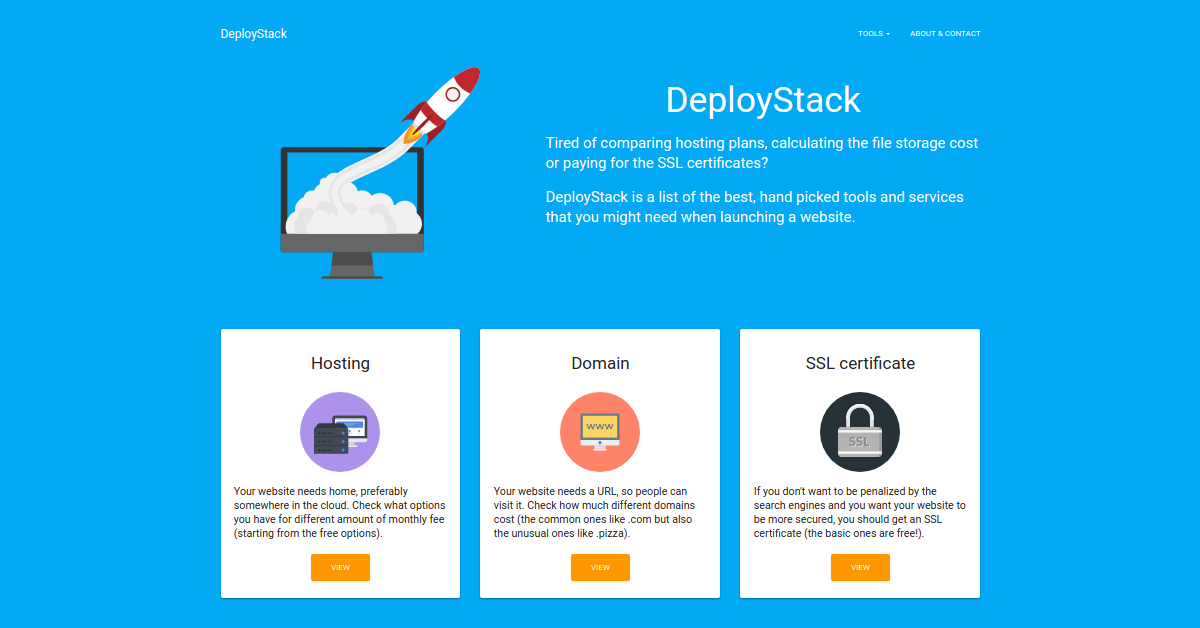 DeployStack
TOOLS
ABOUT & CONTACT
DeployStack
Tired of comparing hosting plans, calculating the file storage cost
or paying for the SSL certificates?
DeployStack is a list of the best, hand picked tools and services
that you might need when launching a website.
Hosting
Your website needs home, preferably
somewhere in the cloud. Check what options
you have for different amount of monthly fee
(starting from the free options).
VIEW
Domain
WWW
Your website needs a URL, so people can
visit it. Check how much different domains
cost (the common ones like .com but also
the unusual ones like .pizza).
VIEW
SSL certificate
SSL
If you don't want to be penalized by the
search engines and you want your website to
be more secured, you should get an SSL
certificate (the basic ones are free!).
VIEW